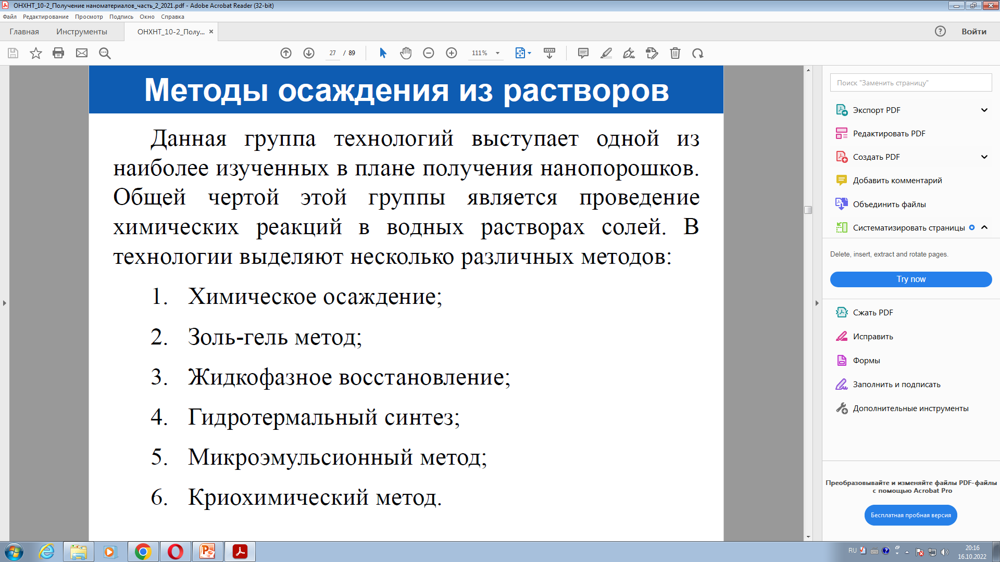 ОНХНТ_10-2_Получение наноматериалов_часть_2_2021.pdf - Adobe Acrobat Reader (32-bit)
Файл Редактирование Просмотр Подпись Окно Справка
Главная Инструменты ОНХНТ_10-2_Полу... × Войти
27 / 89 111%
Методы осаждения из растворов
Данная группа технологий выступает одной из
наиболее изученных в плане получения нанопорошков.
Общей чертой этой группы является проведение
химических реакций в водных растворах солей. В
технологии выделяют несколько различных методов:
1. Химическое осаждение;
2. Золь-гель метод;
3. Жидкофазное восстановление;
4. Гидротермальный синтез;
5. Микроэмульсионный метод;
6. Криохимический метод.
Поиск "Заменить страницу"
Экспорт PDF
Редактировать PDF
Создать PDF
Добавить комментарий
Объединить файлы
Систематизировать страницы
Delete, insert, extract and rotate pages.
Try now
Сжать PDF
Исправить
Формы
Заполнить и подписать
Дополнительные инструменты
Преобразовывайте и изменяйте файлы PDF-файлы
с помощью Acrobat Pro
Бесплатная пробная версия
RU
20:16
16.10.2022